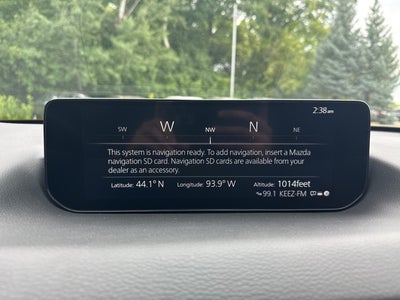 2:38am
SW W NW N NE
This system is navigation ready. To add navigation, insert a Mazda
navigation SD card. Navigation SD cards are available from your
dealer as an accessory.
Latitude: 44.1° N Longitude: 93.9° W Altitude: 1014feet
99.1 KEEZ-FM